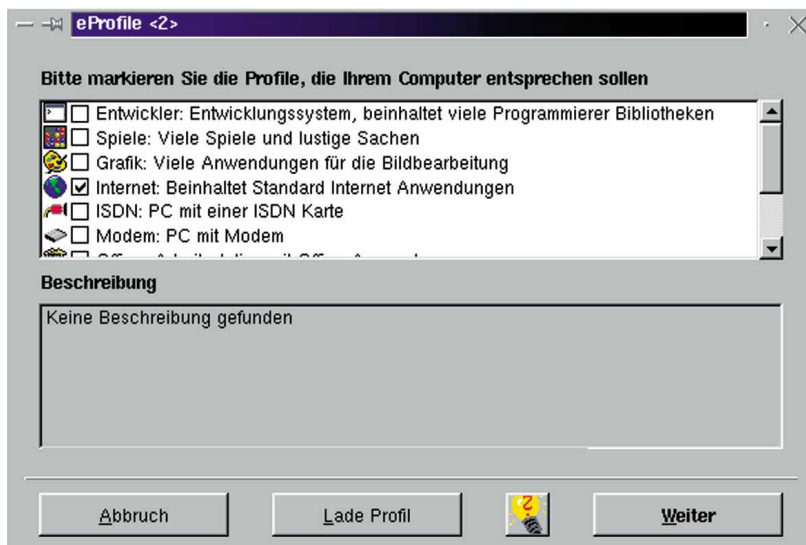 eProfile <2>
Bitte markieren Sie die Profile, die Ihrem Computer entsprechen sollen
Entwickler: Entwicklungssystem, beinhaltet viele Programmierer Bibliotheken
Spiele: Viele Spiele und lustige Sachen
Grafik: Viele Anwendungen für die Bildbearbeitung
Internet: Beinhaltet Standard Internet Anwendungen
ISDN: PC mit einer ISDN Karte
Modem: PC mit Modem
Beschreibung
Keine Beschreibung gefunden
Abbruch
Lade Profil
Weiter